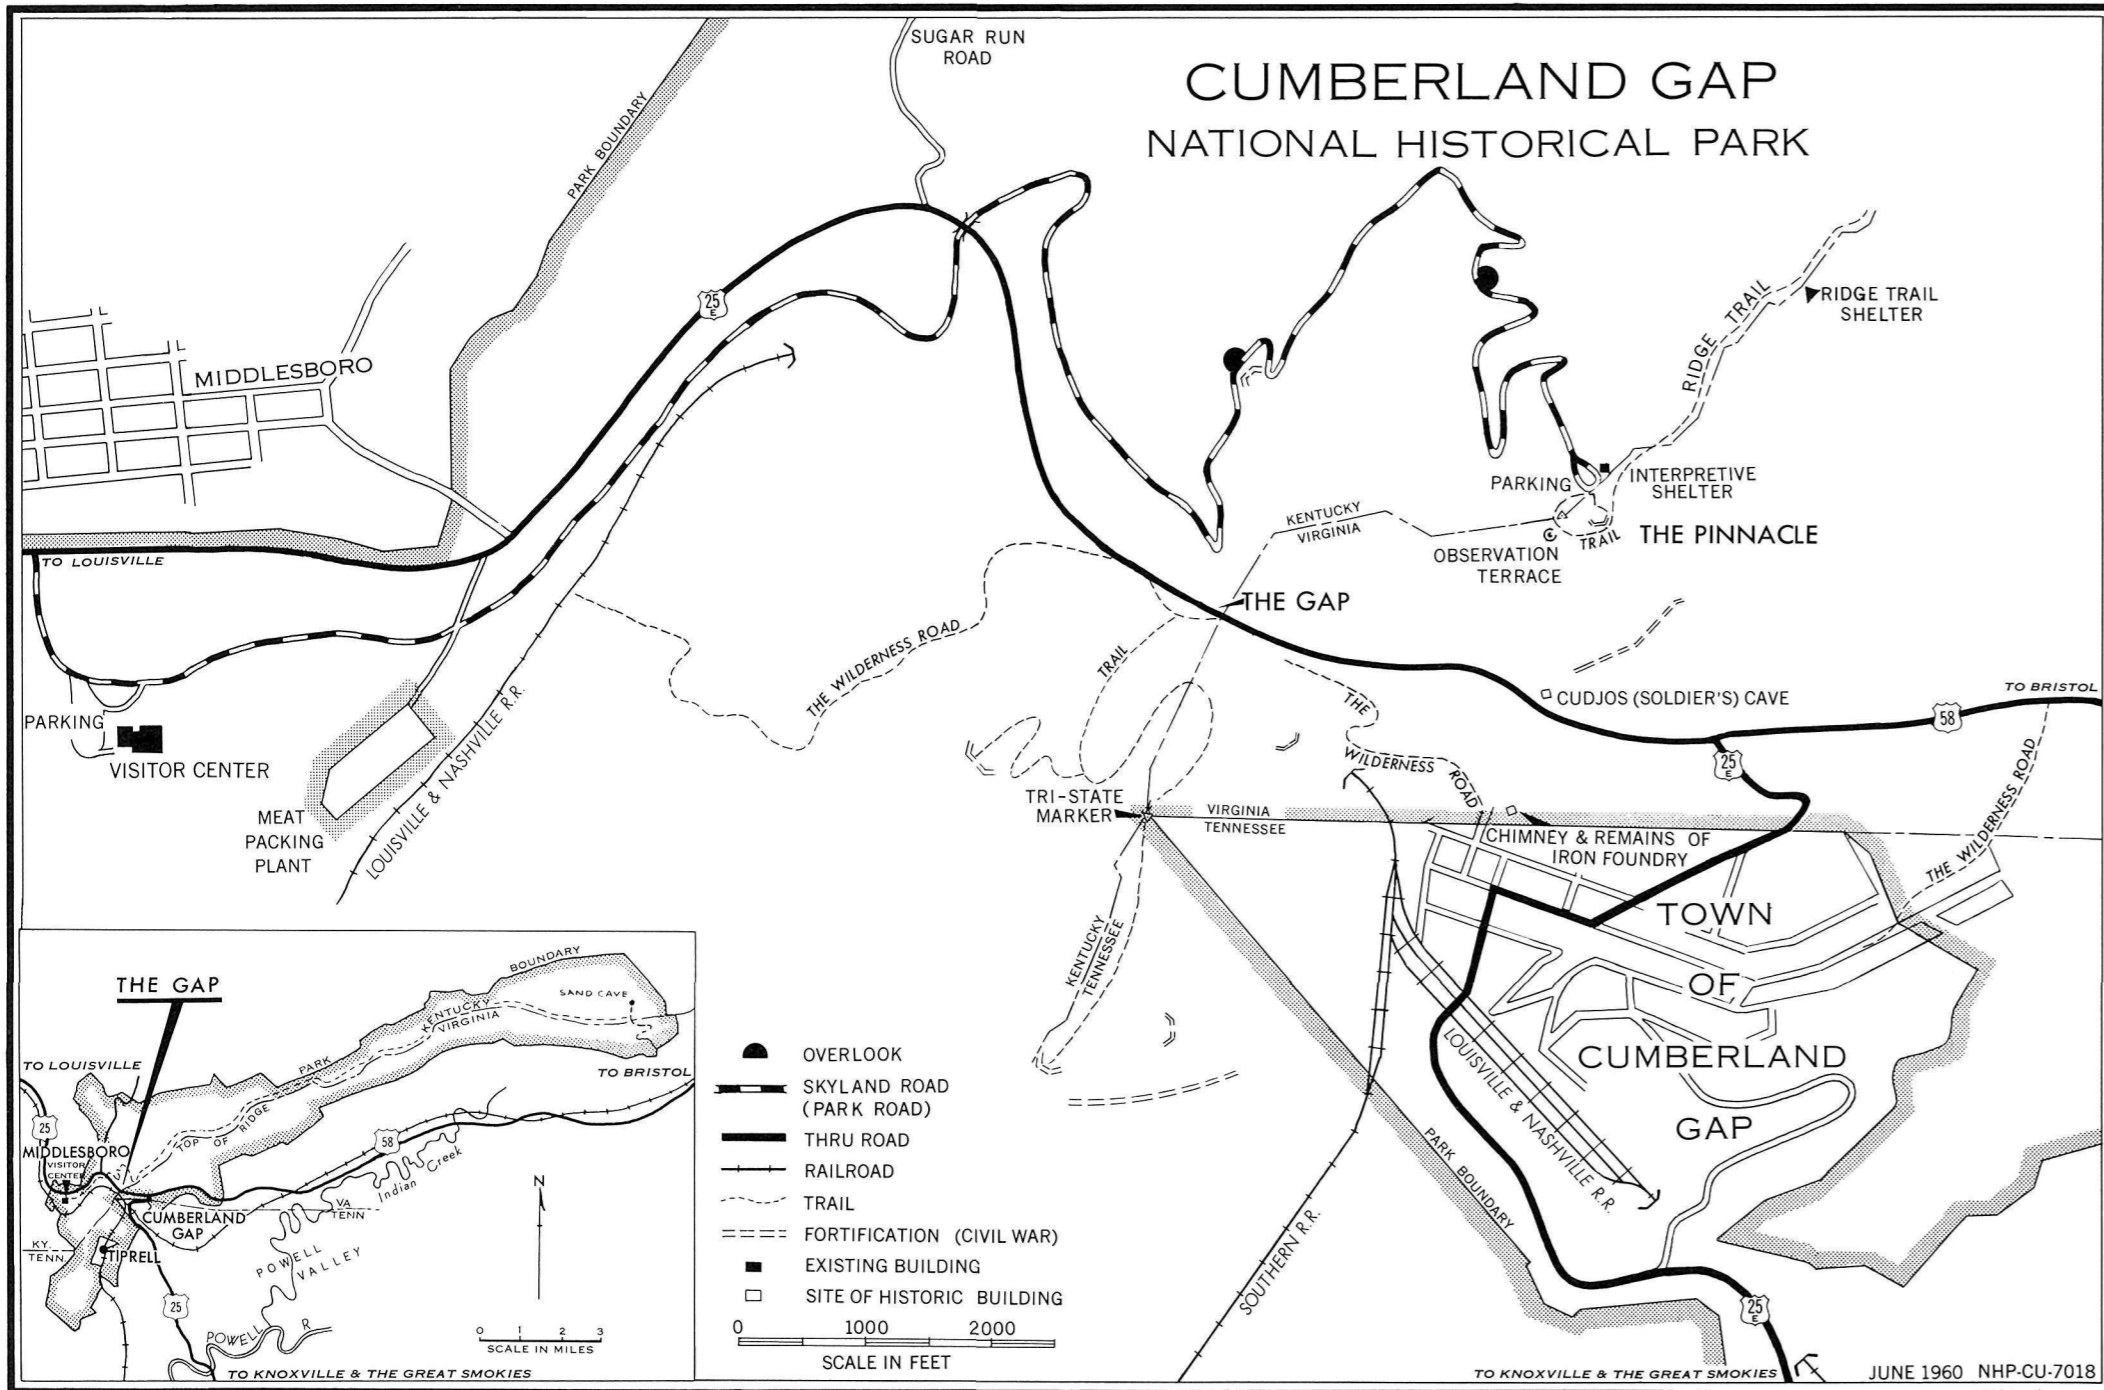 CUMBERLAND GAP
NATIONAL HISTORICAL PARK
SUGAR RUN
ROAD
PARK BOUNDARY
25
E
MIDDLESBORO
RIDGE TRAIL
RIDGE TRAIL
SHELTER
PARKING
INTERPRETIVE
SHELTER
KENTUCKY
VIRGINIA
THE PINNACLE
TRAIL
OBSERVATION
TERRACE
TO LOUISVILLE
THE GAP
THE WILDERNESS ROAD
TRAIL
THE
WILDERNESS
ROAD
CUDJOS (SOLDIER'S) CAVE
TO BRISTOL
58
25
E
THE WILDERNESS ROAD
PARKING
VISITOR CENTER
MEAT
PACKING
PLANT
LOUISVILLE & NASHVILLE R.R.
TRI-STATE
MARKER
VIRGINIA
TENNESSEE
CHIMNEY & REMAINS OF
IRON FOUNDRY
KENTUCKY
TENNESSEE
TOWN
OF
CUMBERLAND
GAP
LOUISVILLE & NASHVILLE R.R.
PARK BOUNDARY
SOUTHERN R.R.
25
E
TO KNOXVILLE & THE GREAT SMOKIES
JUNE 1960 NHP-CU-7018
THE GAP
BOUNDARY
SAND CAVE
KENTUCKY
VIRGINIA
PARK
TO LOUISVILLE
TO BRISTOL
TOP OF RIDGE
25
58
MIDDLESBORO
VISITOR
CENTER
Indian Creek
VA
TENN
CUMBERLAND
GAP
KY.
TENN
TIPRELL
POWELL
VALLEY
25
POWELL R
N
0 1 2 3
SCALE IN MILES
TO KNOXVILLE & THE GREAT SMOKIES
OVERLOOK
SKYLAND ROAD
(PARK ROAD)
THRU ROAD
RAILROAD
TRAIL
FORTIFICATION (CIVIL WAR)
EXISTING BUILDING
SITE OF HISTORIC BUILDING
0 1000 2000
SCALE IN FEET